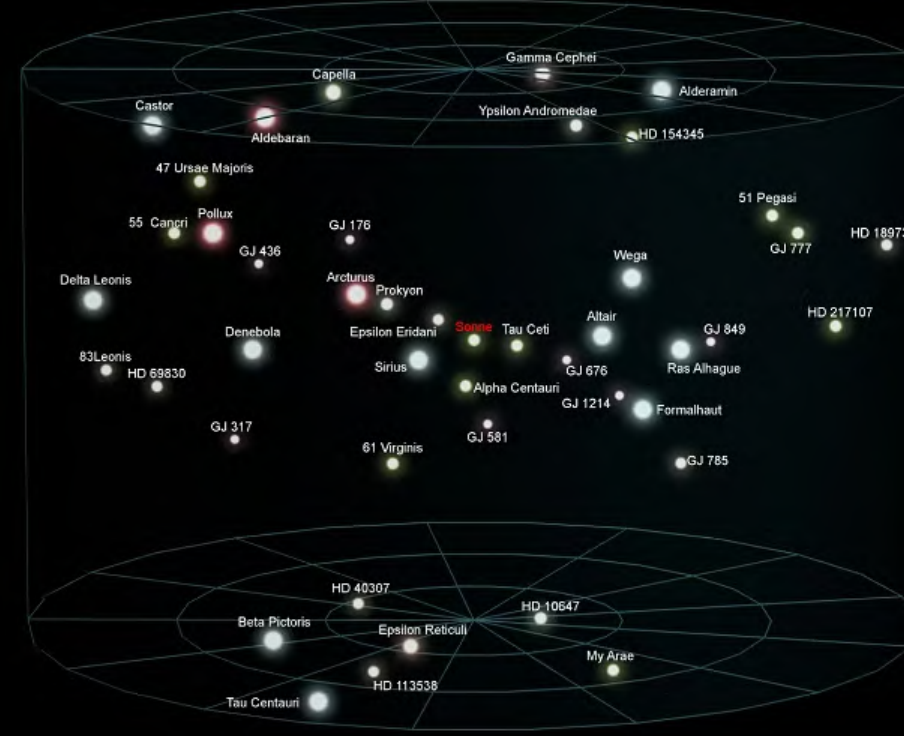 Gamma Cephei
Capella
Alderamin
Castor
Ypsilon Andromedae
Aldebaran
HD 154345
47 Ursae Majoris
51 Pegasi
55 Cancri
Pollux
GJ 176
HD 1897
GJ 436
GJ 777
Wega
Delta Leonis
Arcturus
Prokyon
HD 217107
Altair
Epsilon Eridani
Sonne
Tau Ceti
GJ 849
Denebola
83Leonis
HD 69830
Sirius
GJ 676
Ras Alhague
Alpha Centauri
GJ 1214
Formalhaut
GJ 317
GJ 581
61 Virginis
GJ 785
HD 40307
HD 10647
Beta Pictoris
Epsilon Reticuli
My Arae
HD 113538
Tau Centauri